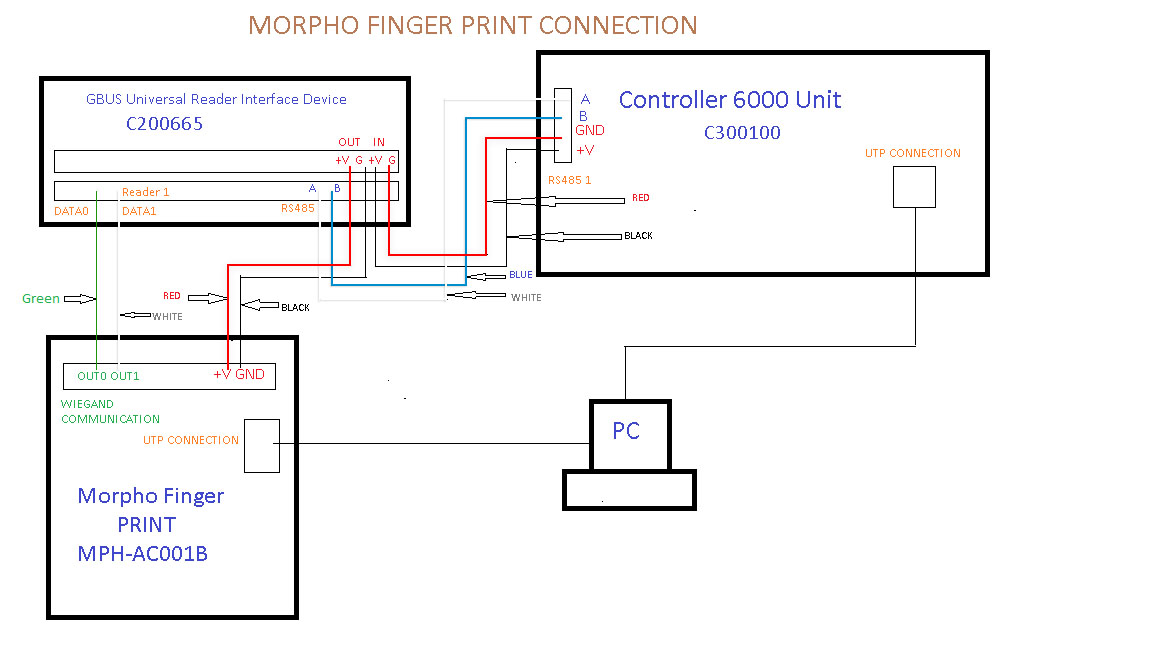 MORPHO FINGER PRINT CONNECTION
GBUS Universal Reader Interface Device
C200665
OUT IN
+V G +V G
Reader 1
A B
DATA0 DATA1
RS485
Controller 6000 Unit
C300100
A
B
GND
+V
RS485 1
UTP CONNECTION
RED
BLACK
BLUE
WHITE
Green
RED
BLACK
WHITE
OUT0 OUT1
+V GND
WIEGAND
COMMUNICATION
UTP CONNECTION
Morpho Finger
PRINT
MPH-AC001B
PC